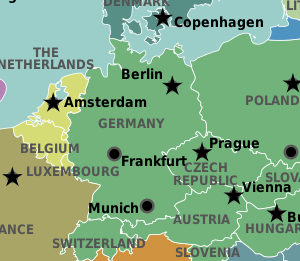 DENMARK
LIT
Copenhagen
THE
NETHERLANDS
Berlin
Amsterdam
POLAND
GERMANY
BELGIUM
Prague
Frankfurt
LUXEMBOURG
CZECH
REPUBLIC
SLOVA
Vienna
Munich
AUSTRIA
Bu
ANCE
HUNGAR
SWITZERLAND
SLOVENIA